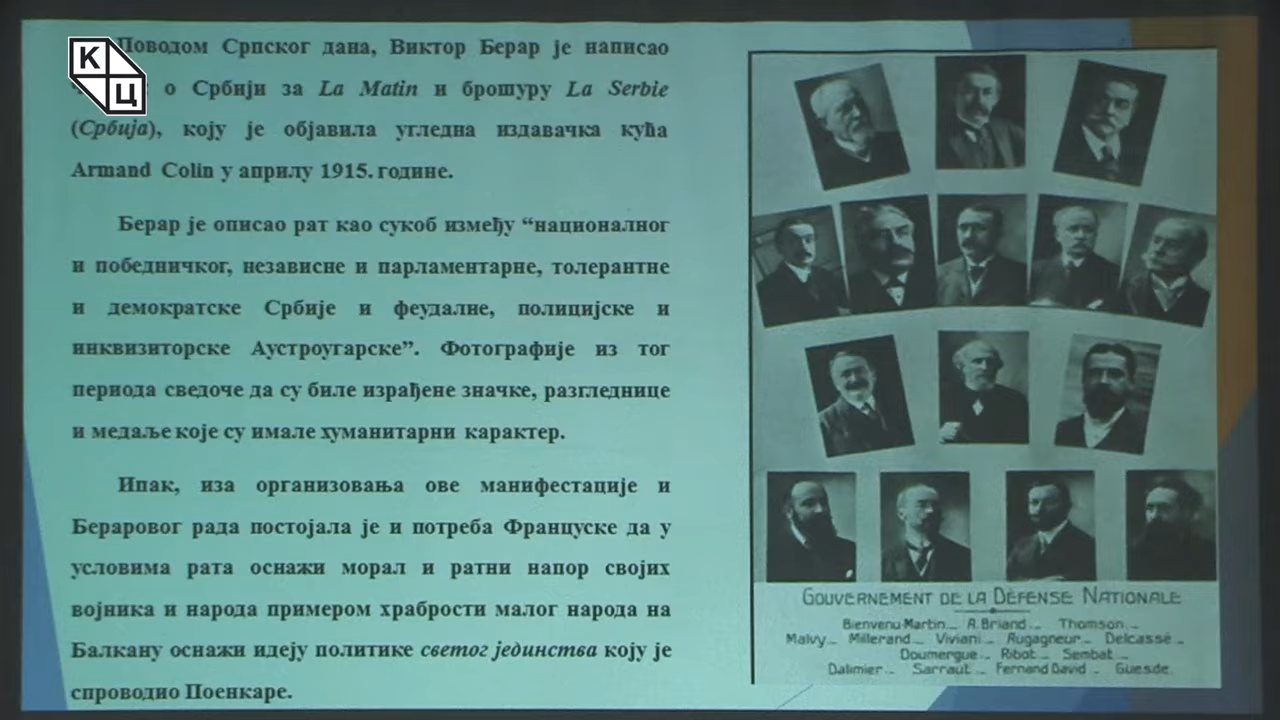 КЦ
Поводом Српског дана, Виктор Берар је написао
о Србији за La Matin и брошуру La Serbie
(Србија), коју је објавила угледна издавачка кућа
Armand Colin у априлу 1915. године.
Берар је описао рат као сукоб између “националног
и победничког, независне и парламентарне, толерантне
и демократске Србије и феудалне, полицијске и
инквизиторске Аустроугарске”. Фотографије из тог
периода сведоче да су биле израђене значке, разгледнице
и медаље које су имале хуманитарни карактер.
Ипак, иза организовања ове манифестације и
Бераровог рада постојала је и потреба Француске да у
условима рата оснажи морал и ратни напор својих
војника и народа примером храбрости малог народа на
Балкану оснажи идеју политике светог јединства коју је
спроводио Поенкаре.
GOUVERNEMENT DE LA DÉFENSE NATIONALE
Bienvenu-Martin _ A. Briand _ Thomson _
Malvy _ Millerand _ Viviani _ Augagneur _ Delcassé _
Doumergue _ Ribot _ Sembat _
Dalimier _ Sarraut _ Fernand David _ Guesde